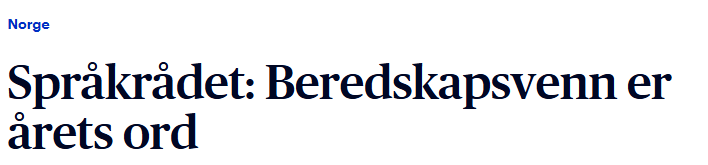 Norge
Språkrådet: Beredskapsvenn er
årets ord